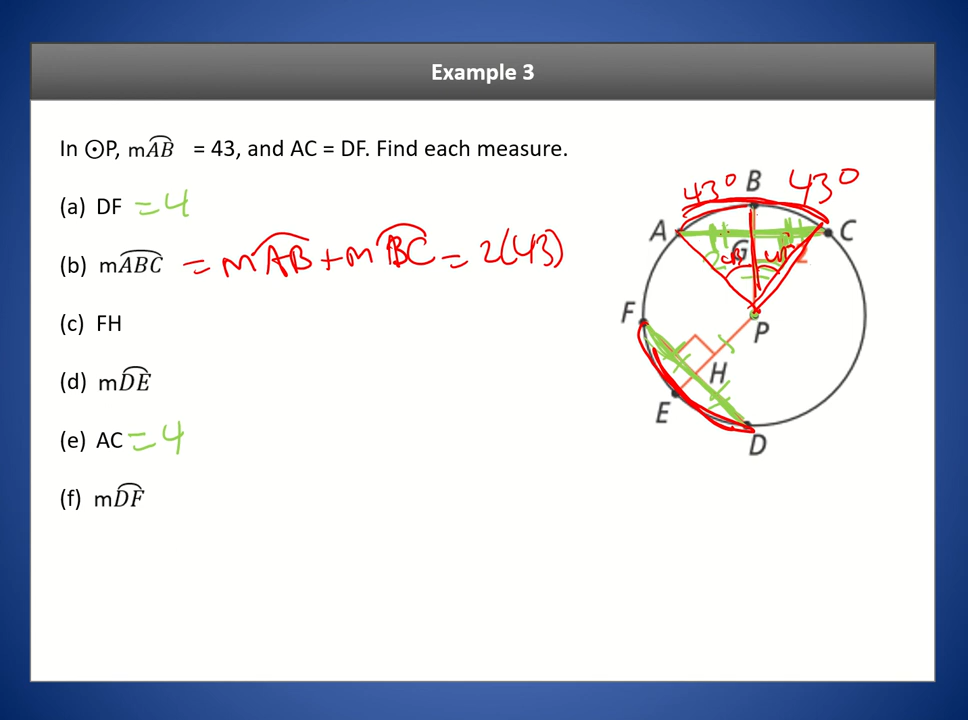 Example 3
In ⊙P, mAB = 43, and AC = DF. Find each measure.
(a) DF = 4
(b) mABC = mAB + mBC = 2(43)
(c) FH
(d) mDE
(e) AC = 4
(f) mDF
43° B 43°
A C
G
F
P
H
E
D